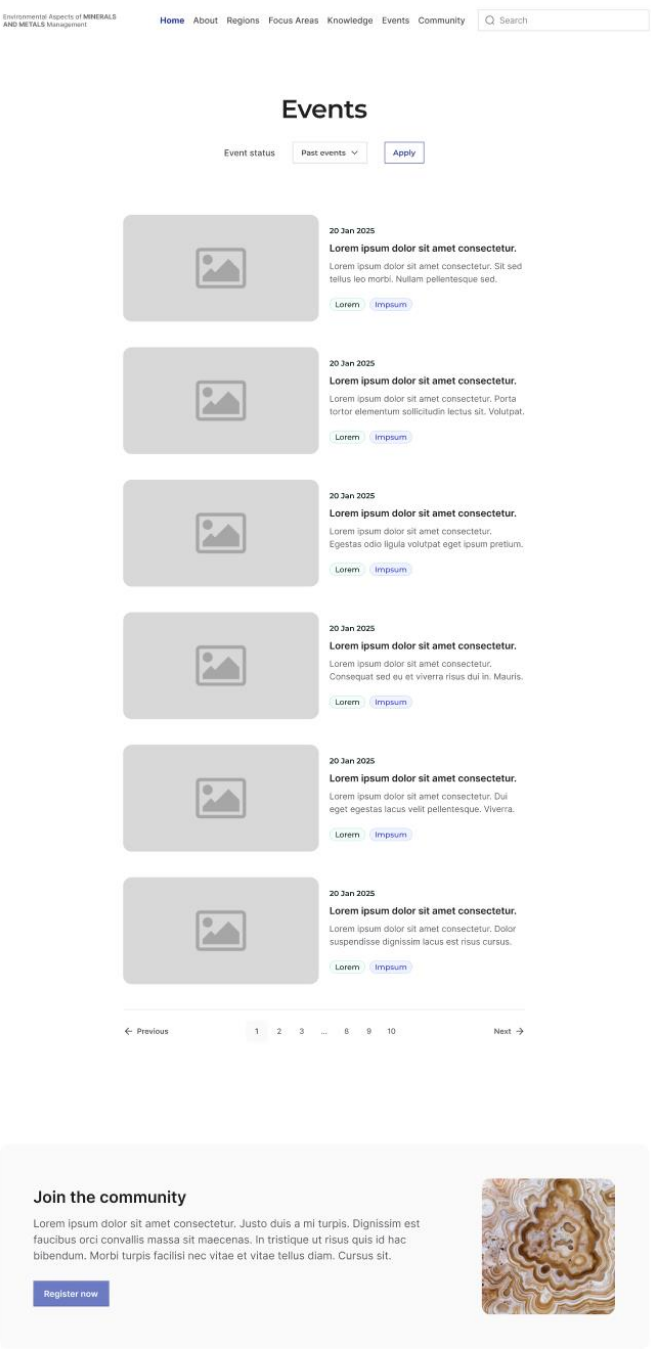 Environmental Aspects of MINERALS
AND METALS Management
Home About Regions Focus Areas Knowledge Events Community Search
Events
Event status Past events Apply
20 Jan 2025
Lorem ipsum dolor sit amet consectetur.
Lorem ipsum dolor sit amet consectetur. Sit sed
tellus leo morbi. Nullam pellentesque sed.
Lorem Impsum
20 Jan 2025
Lorem ipsum dolor sit amet consectetur.
Lorem ipsum dolor sit amet consectetur. Porta
tortor elementum sollicitudin lectus sit. Volutpat.
Lorem Impsum
20 Jan 2025
Lorem ipsum dolor sit amet consectetur.
Lorem ipsum dolor sit amet consectetur.
Egestas odio ligula volutpat eget ipsum pretium.
Lorem Impsum
20 Jan 2025
Lorem ipsum dolor sit amet consectetur.
Lorem ipsum dolor sit amet consectetur.
Consequat sed eu et viverra risus dui in. Mauris.
Lorem Impsum
20 Jan 2025
Lorem ipsum dolor sit amet consectetur.
Lorem ipsum dolor sit amet consectetur. Dui
eget egestas lacus velit pellentesque. Viverra.
Lorem Impsum
20 Jan 2025
Lorem ipsum dolor sit amet consectetur.
Lorem ipsum dolor sit amet consectetur. Dolor
suspendisse dignissim lacus est risus cursus.
Lorem Impsum
← Previous 1 2 3 ... 8 9 10 Next →
Join the community
Lorem ipsum dolor sit amet consectetur. Justo duis a mi turpis. Dignissim est
faucibus orci convallis massa sit maecenas. In tristique ut risus quis id hac
bibendum. Morbi turpis facilisi nec vitae et vitae tellus diam. Cursus sit.
Register now